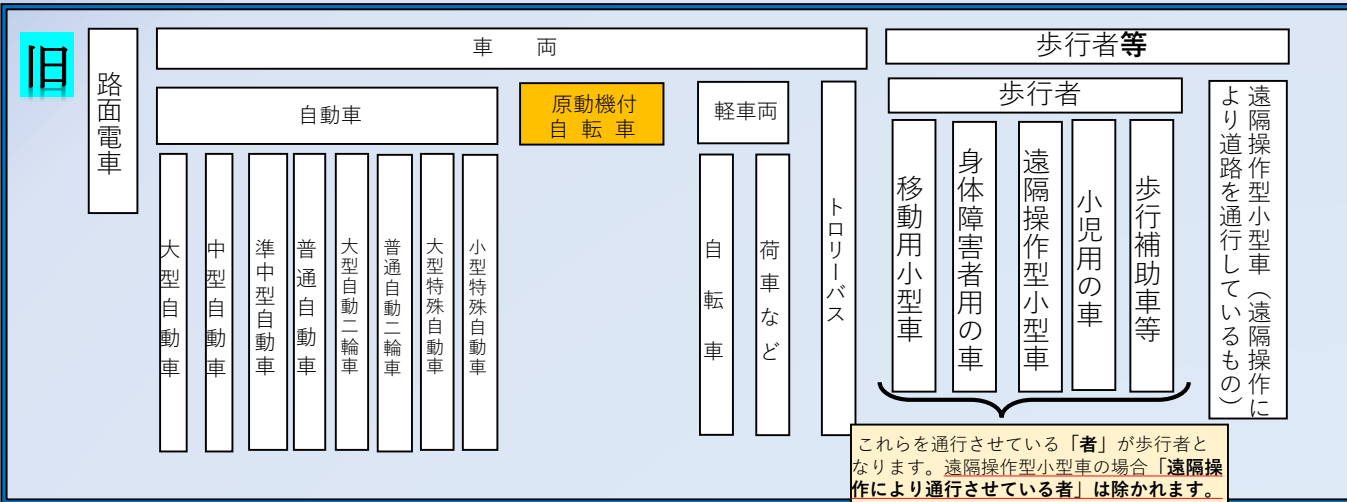 旧
路面電車
車　両
自動車
大型自動車
中型自動車
準中型自動車
普通自動車
大型自動二輪車
普通自動二輪車
大型特殊自動車
小型特殊自動車
原動機付
自 転 車
軽車両
自転車
荷車など
トロリーバス
歩行者等
歩行者
移動用小型車
身体障害者用の車
遠隔操作型小型車
小児用の車
歩行補助車等
遠隔操作型小型車（遠隔操作に
より道路を通行しているもの）
これらを通行させている「者」が歩行者と
なります。遠隔操作型小型車の場合「遠隔操
作により通行させている者」は除かれます。